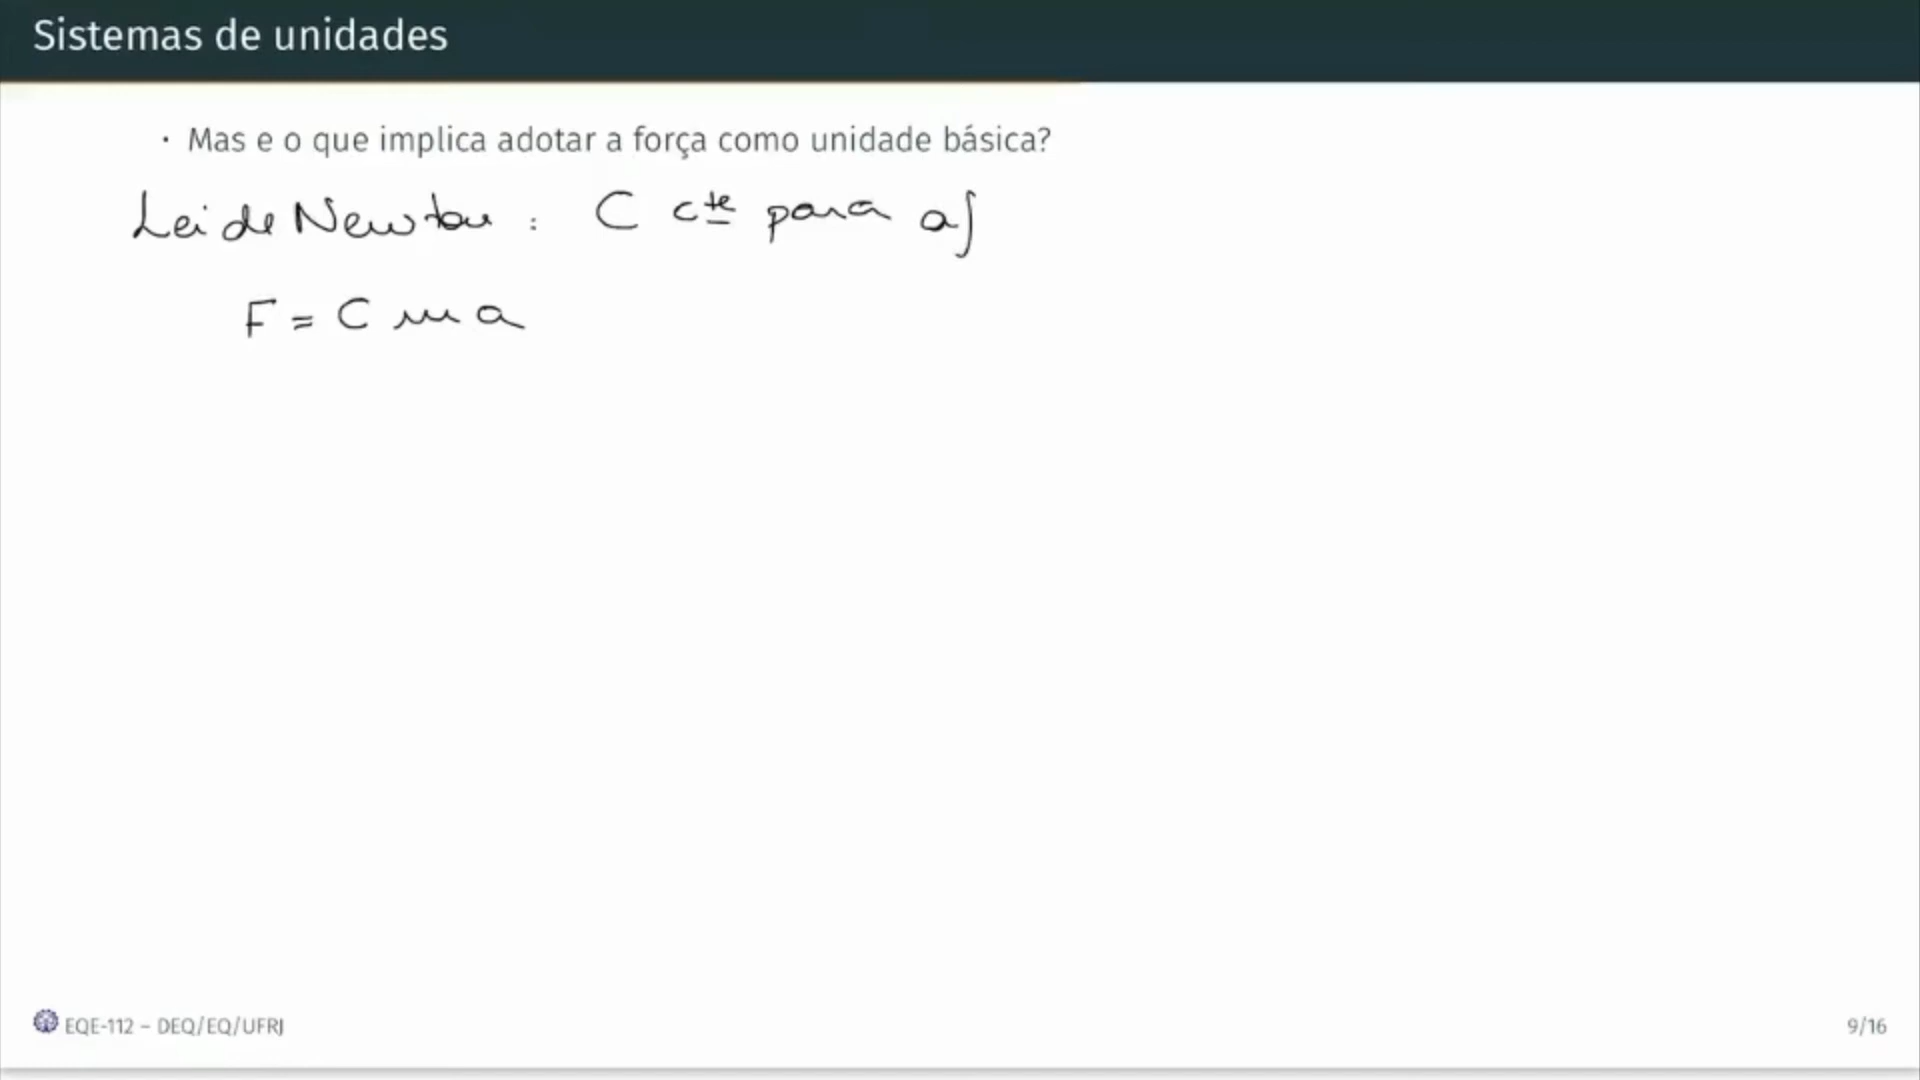 Sistemas de unidades
· Mas e o que implica adotar a força como unidade básica?
Lei de Newton : C cte para aj
F = C m a
EQE-112 – DEQ/EQ/UFRJ
9/16